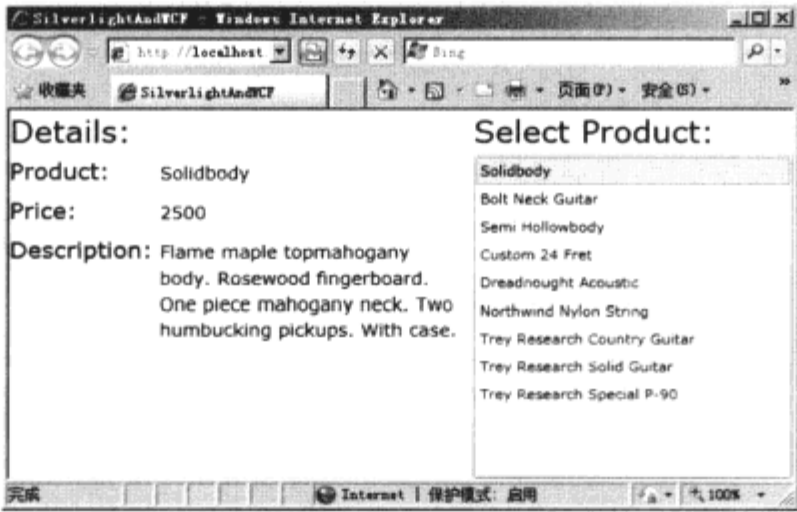 SilverlightAndWCF - Windows Internet Explorer
http://localhost
Bing
收藏夹
SilverlightAndWCF
页面(P)
安全(S)
»
Details:
Product: Solidbody
Price: 2500
Description: Flame maple topmahogany
body. Rosewood fingerboard.
One piece mahogany neck. Two
humbucking pickups. With case.
Select Product:
Solidbody
Bolt Neck Guitar
Semi Hollowbody
Custom 24 Fret
Dreadnought Acoustic
Northwind Nylon String
Trey Research Country Guitar
Trey Research Solid Guitar
Trey Research Special P-90
完成
Internet | 保护模式: 启用
100%